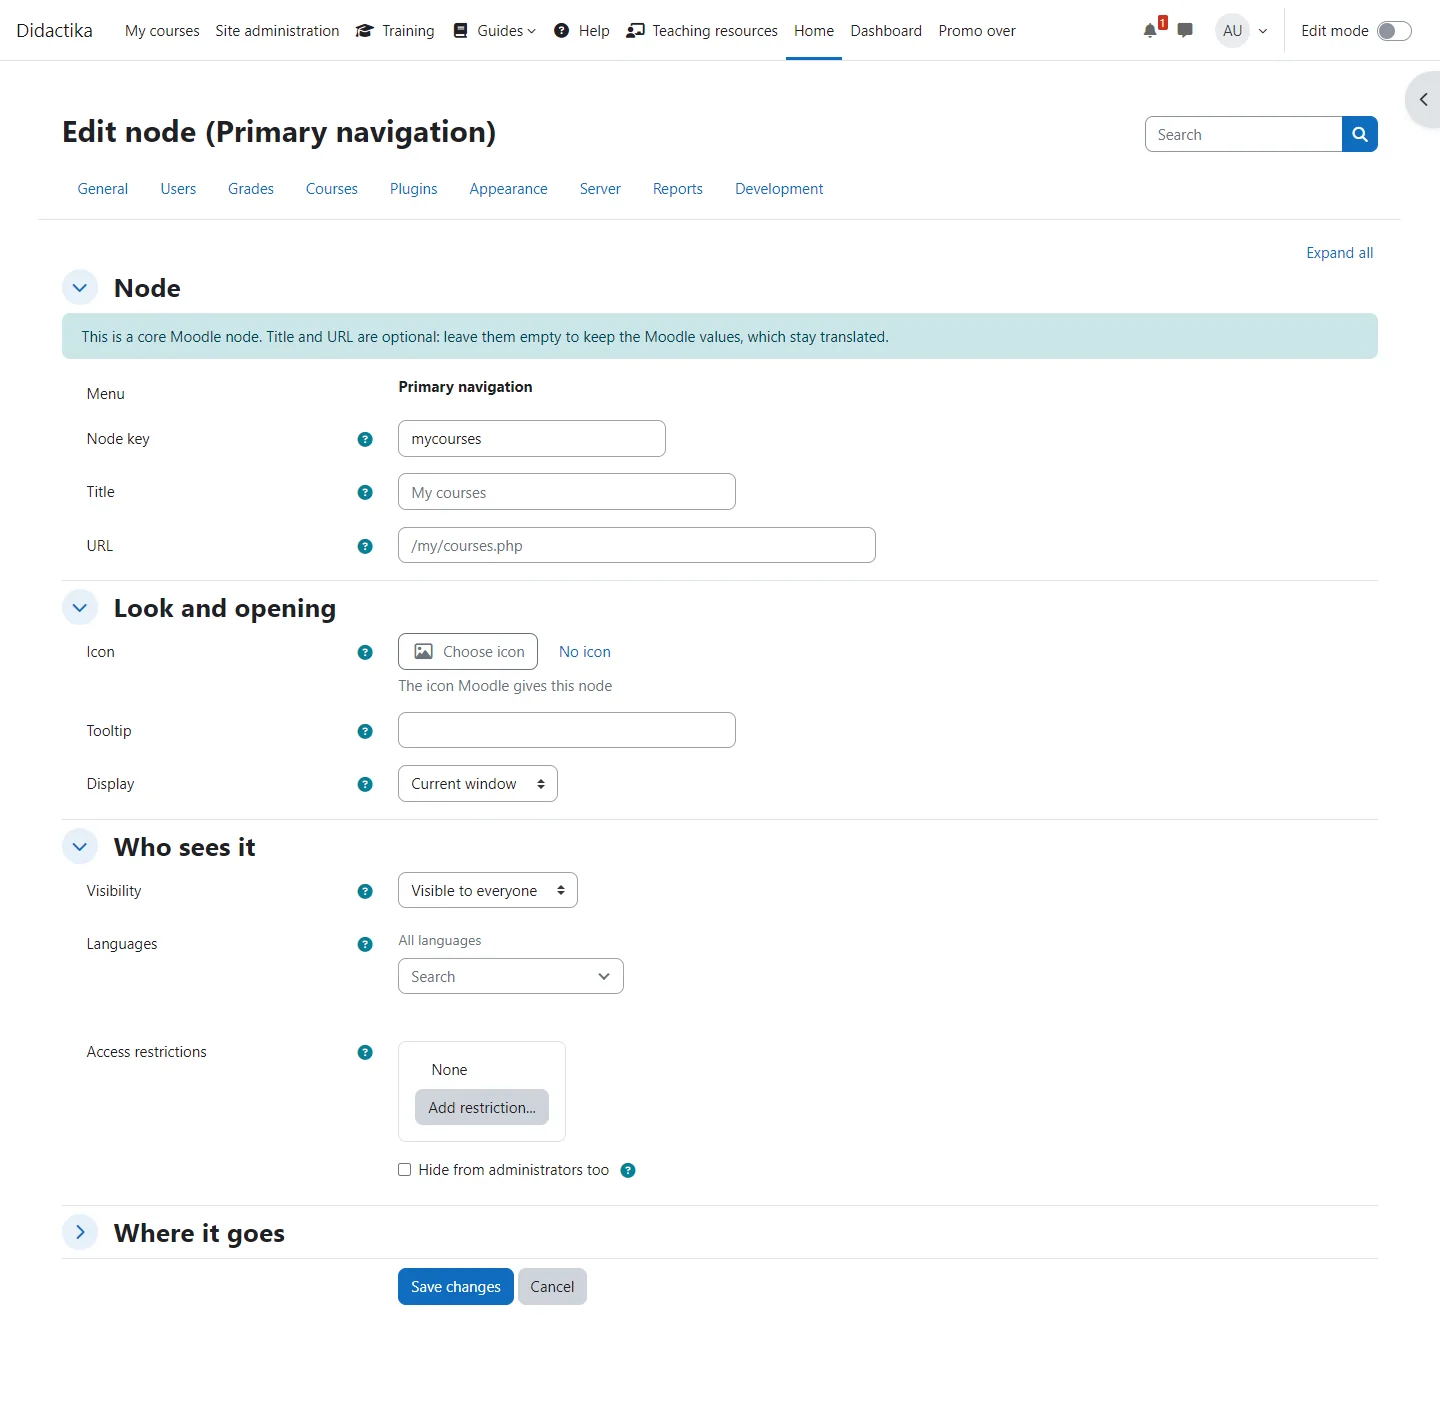 Didactika My courses Site administration Training Guides Help Teaching resources Home Dashboard Promo over 1 AU Edit mode
Edit node (Primary navigation)
Search
General Users Grades Courses Plugins Appearance Server Reports Development
Expand all
Node
This is a core Moodle node. Title and URL are optional: leave them empty to keep the Moodle values, which stay translated.
Menu Primary navigation
Node key ? mycourses
Title ? My courses
URL ? /my/courses.php
Look and opening
Icon ? Choose icon No icon
The icon Moodle gives this node
Tooltip ?
Display ? Current window
Who sees it
Visibility ? Visible to everyone
Languages ? All languages
Search
Access restrictions ?
None
Add restriction...
Hide from administrators too ?
Where it goes
Save changes Cancel